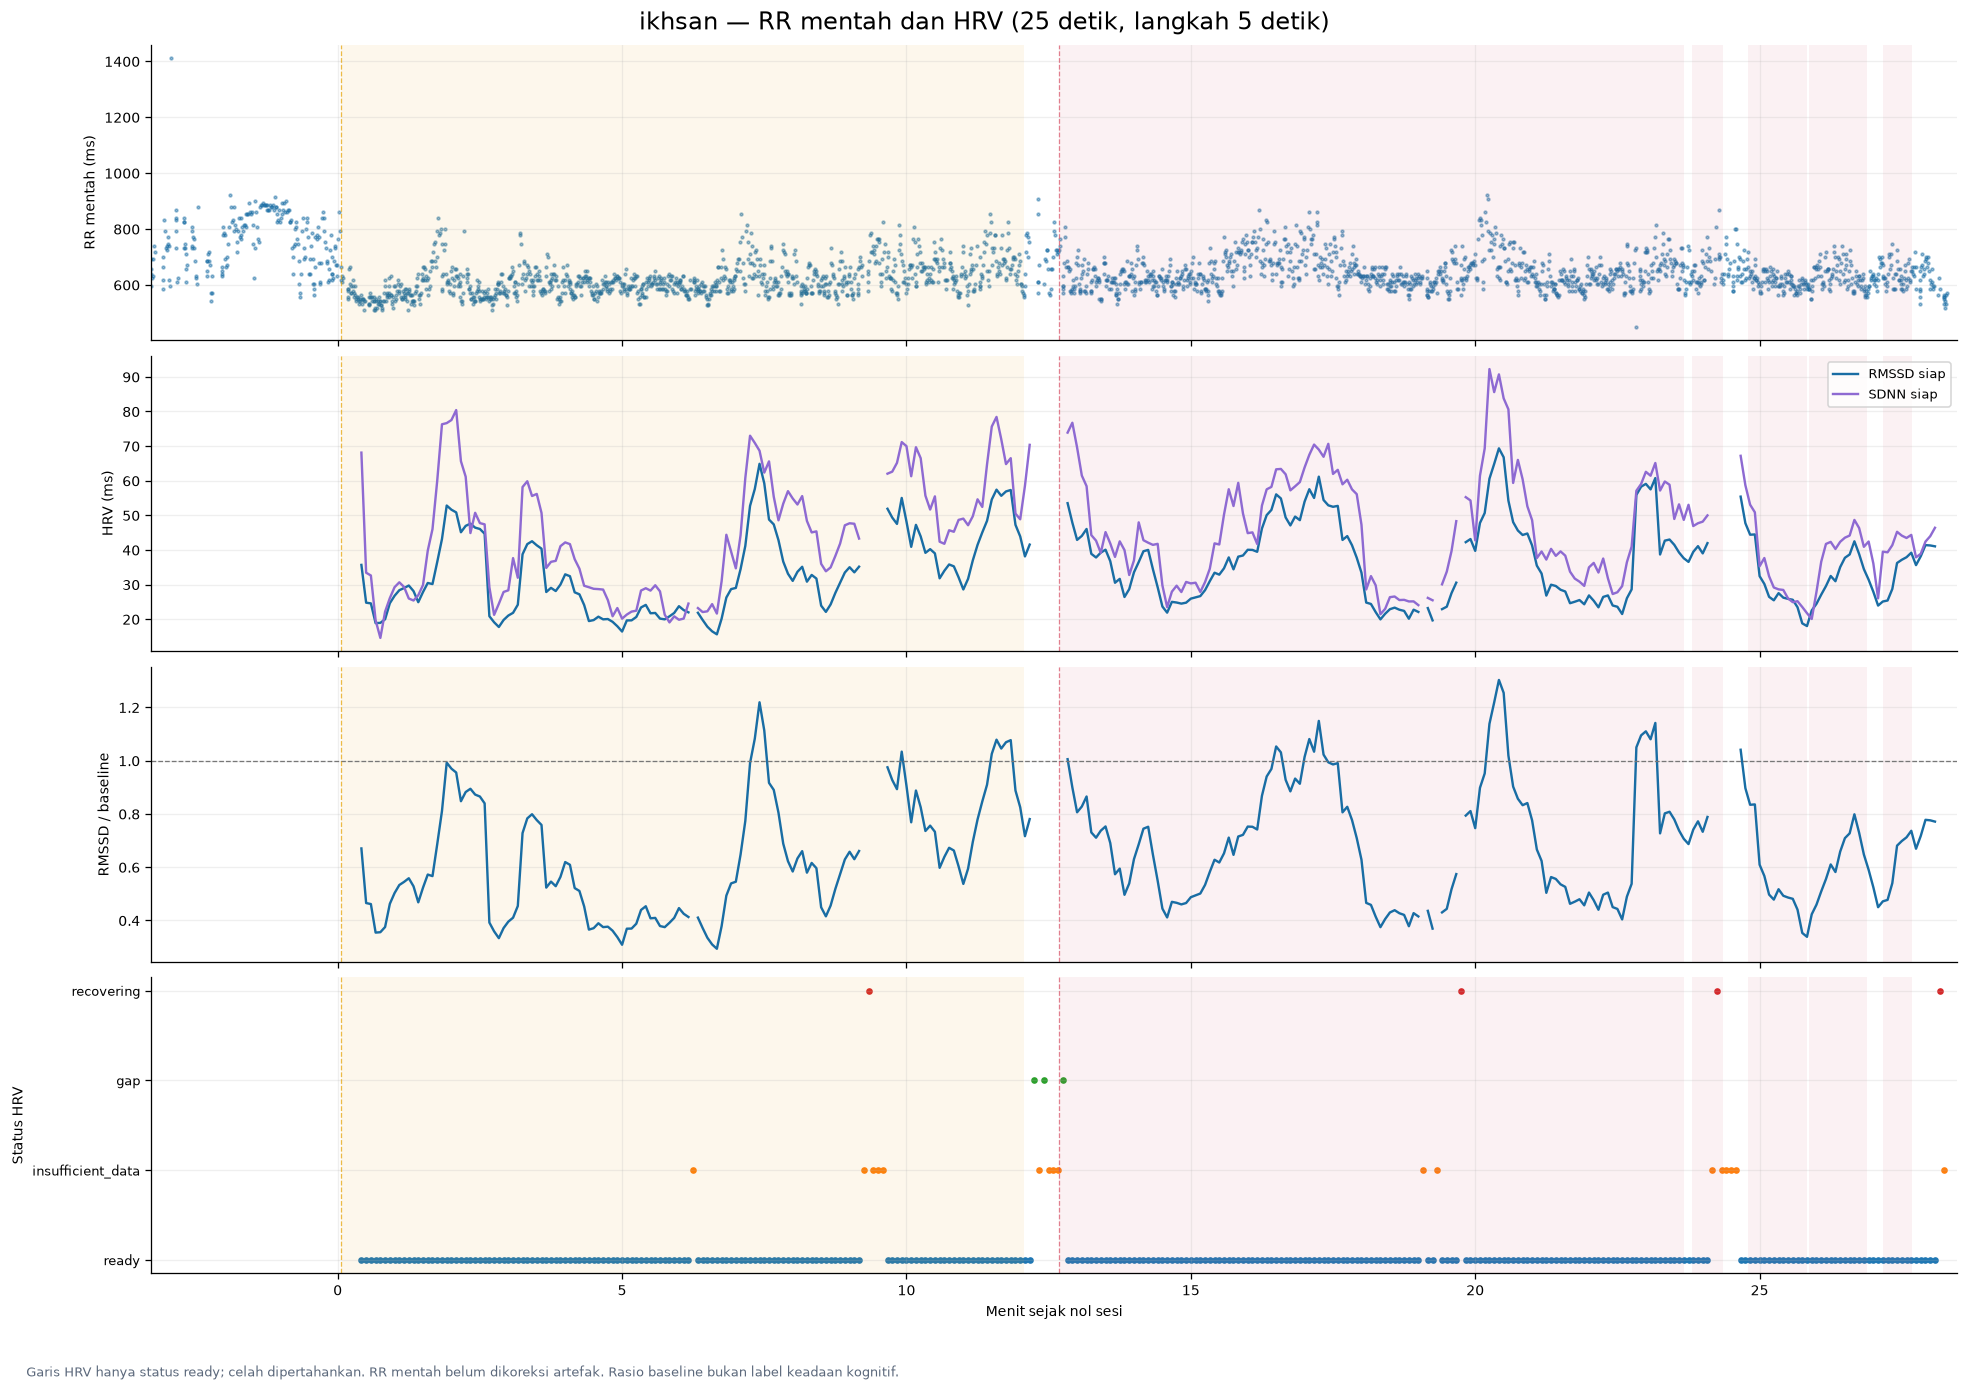 ikhsan — RR mentah dan HRV (25 detik, langkah 5 detik)
RR mentah (ms)
1400
1200
1000
800
600
HRV (ms)
90
80
70
60
50
40
30
20
RMSSD siap
SDNN siap
RMSSD / baseline
1.2
1.0
0.8
0.6
0.4
Status HRV
recovering
gap
insufficient_data
ready
0 5 10 15 20 25
Menit sejak nol sesi
Garis HRV hanya status ready; celah dipertahankan. RR mentah belum dikoreksi artefak. Rasio baseline bukan label keadaan kognitif.